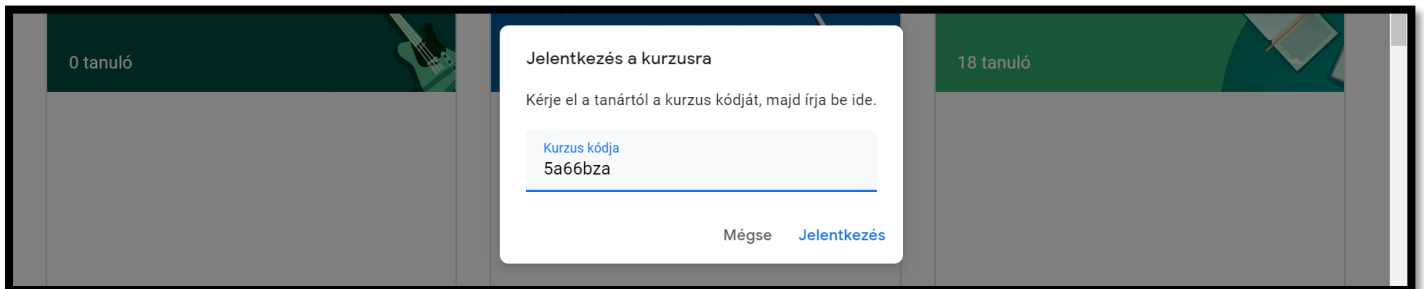 0 tanuló
18 tanuló
Jelentkezés a kurzusra
Kérje el a tanártól a kurzus kódját, majd írja be ide.
Kurzus kódja
5a66bza
Mégse Jelentkezés